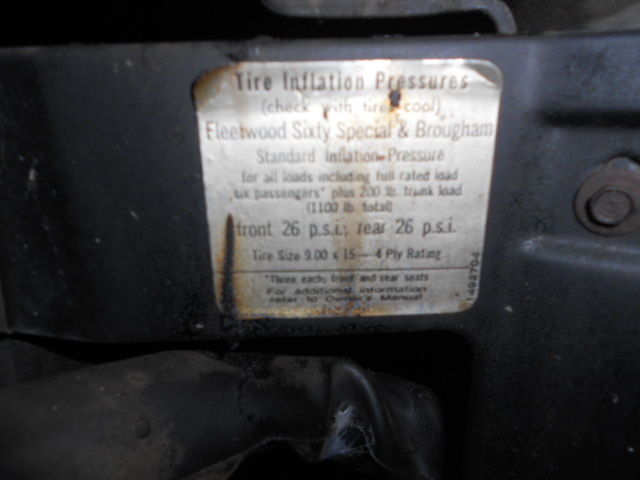 Tire Inflation Pressures
(check with tires cool)
Fleetwood Sixty Special & Brougham
Standard Inflation Pressure
for all loads including full rated load
six passengers* plus 200 lb. trunk load
(1100 lb. total)
front 26 p.s.i.; rear 26 p.s.i.
Tire Size 9.00 x 15 — 4 Ply Rating
*Three each; front and rear seats
For additional information
refer to Owner's Manual
1492704